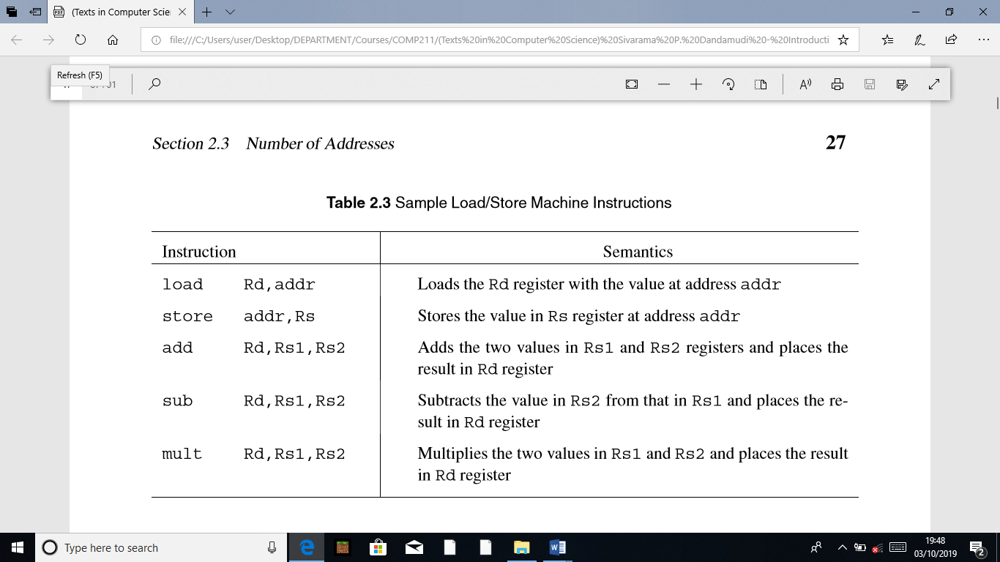 (Texts in Computer Scie
file:///C:/Users/user/Desktop/DEPARTMENT/Courses/COMP211/(Texts%20in%20Computer%20Science)%20Sivarama%20P.%20Dandamudi%20-%20Introducti
Refresh (F5)
Section 2.3 Number of Addresses 27
Table 2.3 Sample Load/Store Machine Instructions
Instruction Semantics
load Rd,addr Loads the Rd register with the value at address addr
store addr,Rs Stores the value in Rs register at address addr
add Rd,Rs1,Rs2 Adds the two values in Rs1 and Rs2 registers and places the
result in Rd register
sub Rd,Rs1,Rs2 Subtracts the value in Rs2 from that in Rs1 and places the re-
sult in Rd register
mult Rd,Rs1,Rs2 Multiplies the two values in Rs1 and Rs2 and places the result
in Rd register
Type here to search
19:48
03/10/2019
2